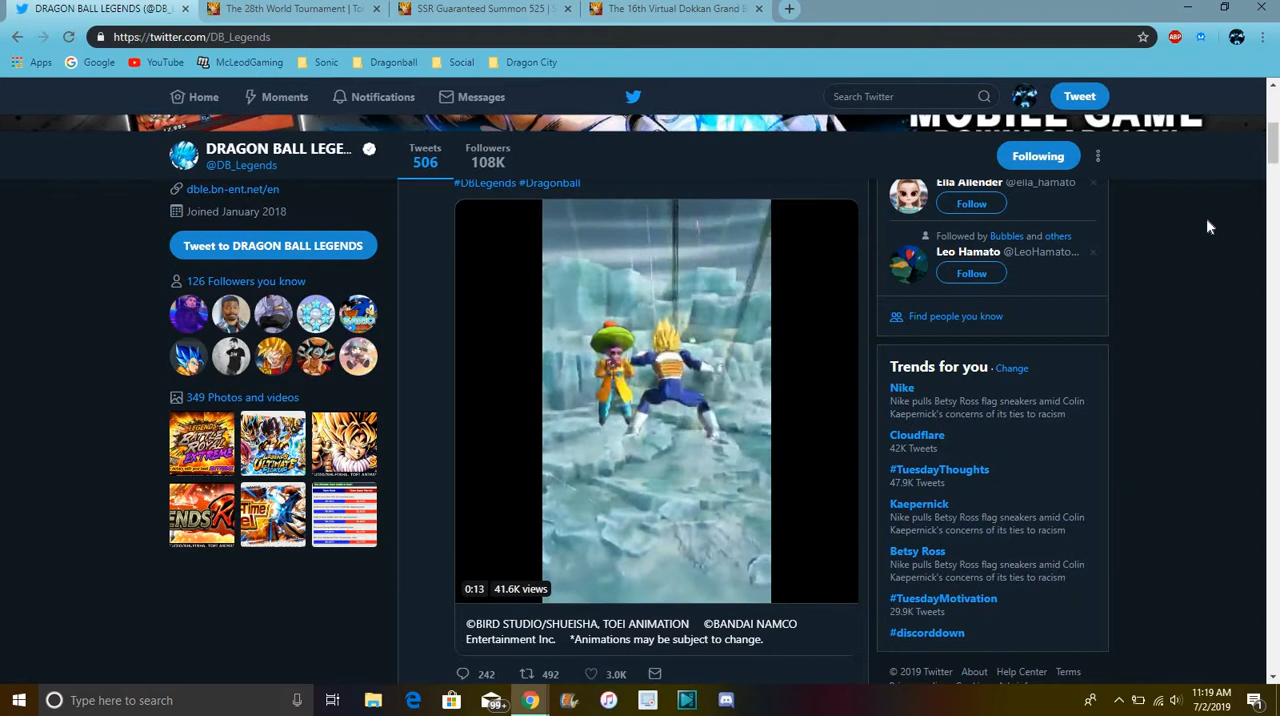 DRAGON BALL LEGENDS (@DB_L
The 28th World Tournament | To
SSR Guaranteed Summon 525 | S
The 16th Virtual Dokkan Grand B
https://twitter.com/DB_Legends
ABP
Apps Google YouTube McLeodGaming Sonic Dragonball Social Dragon City
Home Moments Notifications Messages Search Twitter Tweet
MOBILE GAME
DRAGON BALL LEGE...
@DB_Legends
Tweets
506
Followers
108K
Following
dble.bn-ent.net/en
Joined January 2018
Tweet to DRAGON BALL LEGENDS
126 Followers you know
349 Photos and videos
#DBLegends #Dragonball
0:13 41.6K views
©BIRD STUDIO/SHUEISHA, TOEI ANIMATION ©BANDAI NAMCO
Entertainment Inc. *Animations may be subject to change.
242 492 3.0K
Ella Allender @ella_hamato
Follow
Followed by Bubbles and others
Leo Hamato @LeoHamato...
Follow
Find people you know
Trends for you · Change
Nike
Nike pulls Betsy Ross flag sneakers amid Colin
Kaepernick's concerns of its ties to racism
Cloudflare
42K Tweets
#TuesdayThoughts
47.9K Tweets
Kaepernick
Nike pulls Betsy Ross flag sneakers amid Colin
Kaepernick's concerns of its ties to racism
Betsy Ross
Nike pulls Betsy Ross flag sneakers amid Colin
Kaepernick's concerns of its ties to racism
#TuesdayMotivation
29.9K Tweets
#discorddown
© 2019 Twitter About Help Center Terms
Type here to search
99+
11:19 AM
7/2/2019
1